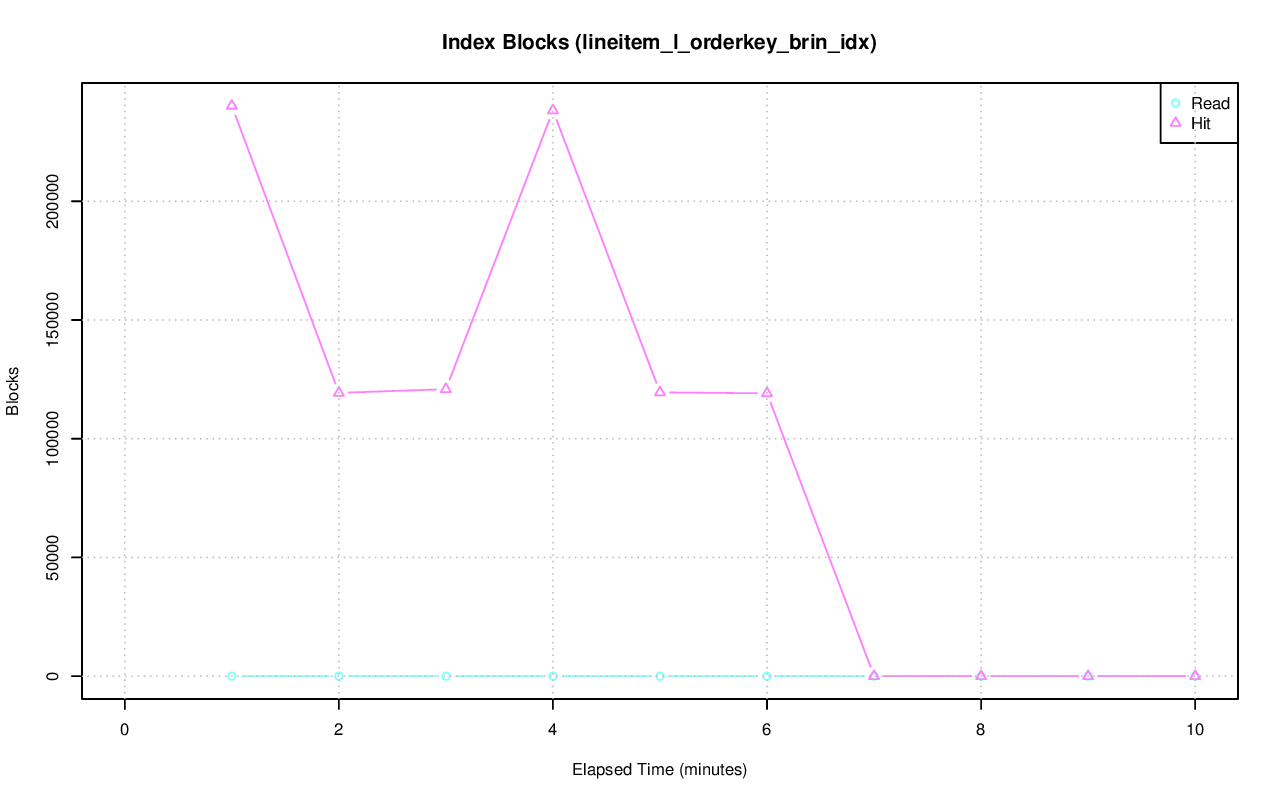 Index Blocks (lineitem_l_orderkey_brin_idx)
Read
Hit
200000
150000
100000
50000
0
Blocks
0 2 4 6 8 10
Elapsed Time (minutes)